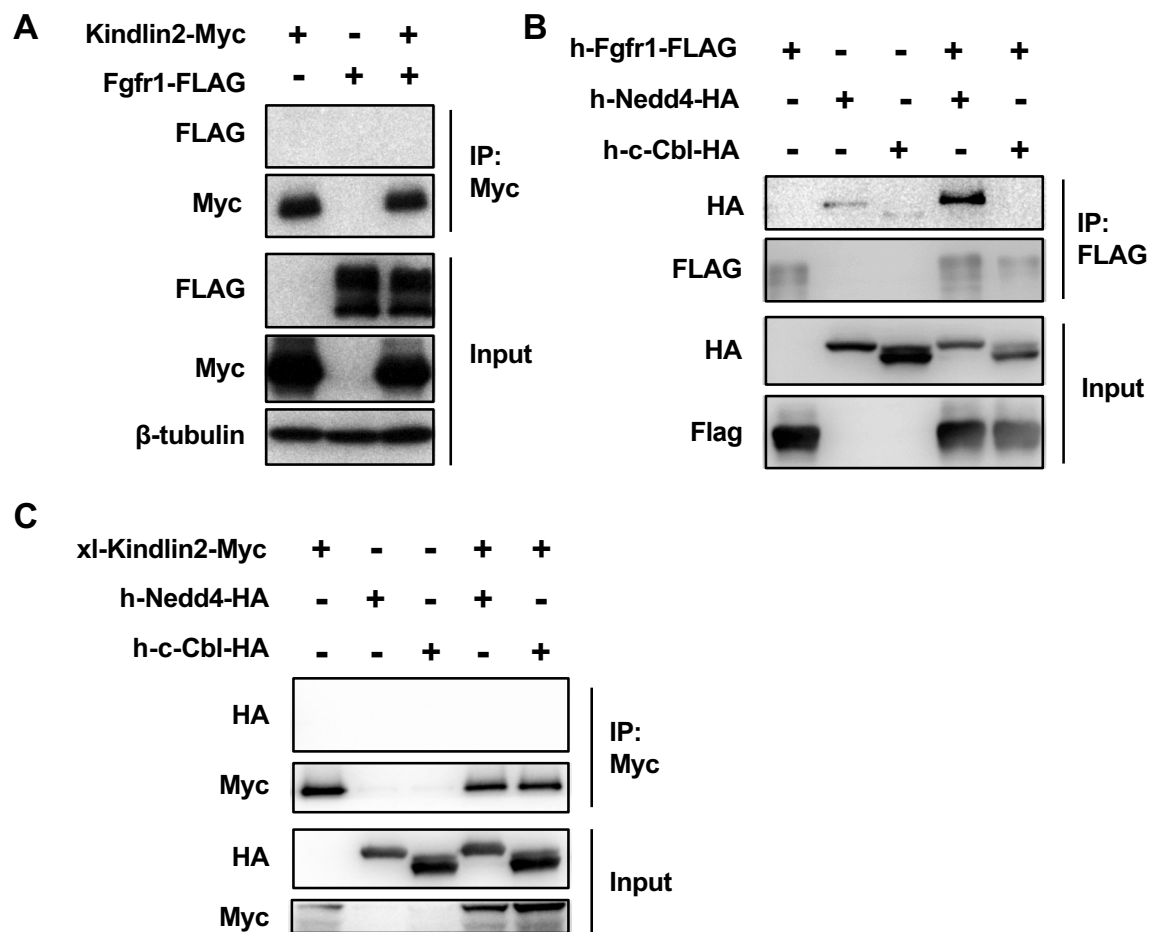 A
Kindlin2-Myc + - +
Fgfr1-FLAG - + +
FLAG
Myc
IP:
Myc
FLAG
Myc
β-tubulin
Input
B
h-Fgfr1-FLAG + - - + +
h-Nedd4-HA - + - + -
h-c-Cbl-HA - - + - +
HA
FLAG
IP:
FLAG
HA
Flag
Input
C
xl-Kindlin2-Myc + - - + +
h-Nedd4-HA - + - + -
h-c-Cbl-HA - - + - +
HA
Myc
IP:
Myc
HA
Myc
Input